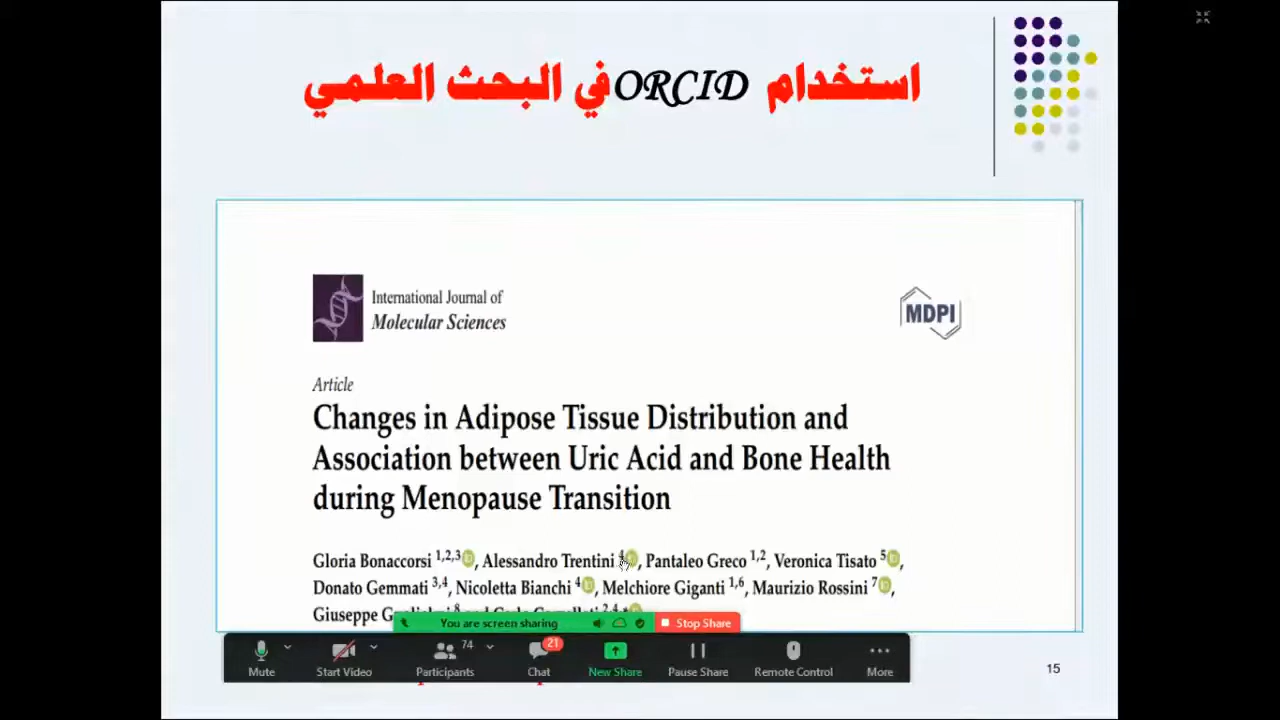 استخدام ORCID في البحث العلمي
International Journal of
Molecular Sciences
MDPI
Article
Changes in Adipose Tissue Distribution and
Association between Uric Acid and Bone Health
during Menopause Transition
Gloria Bonaccorsi 1,2,3, Alessandro Trentini 4, Pantaleo Greco 1,2, Veronica Tisato 5,
Donato Gemmati 3,4, Nicoletta Bianchi 4, Melchiore Giganti 1,6, Maurizio Rossini 7,
Giuseppe
You are screen sharing
Stop Share
74
21
Mute
Start Video
Participants
Chat
New Share
Pause Share
Remote Control
More
15